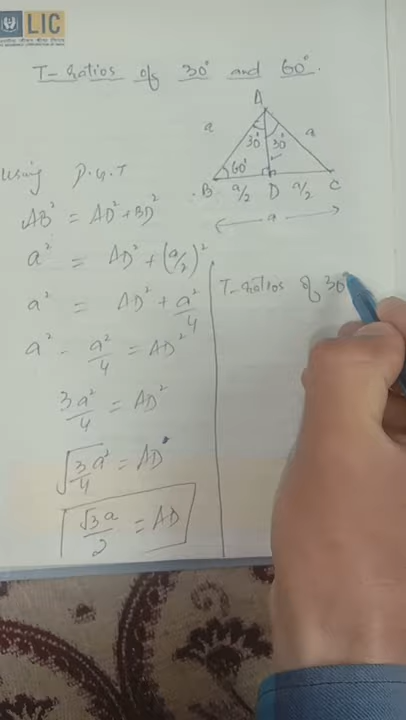 LIC
T-ratios of 30° and 60°.
A
a
30°
30°
a
60°
B
a/2
D
a/2
C
a
using P.G.T
AB² = AD² + BD²
a² = AD² + (a/2)²
a² = AD² + a²/4
a² - a²/4 = AD²
3a²/4 = AD²
√3/4 a² = AD
√3a/2 = AD
T-ratios of 30°